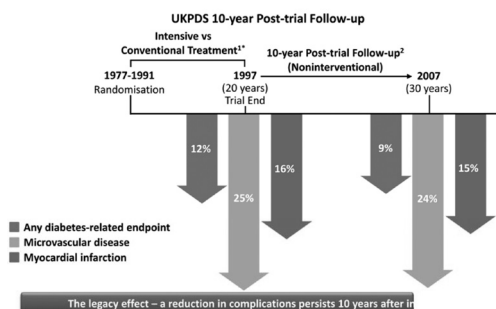 UKPDS 10-year Post-trial Follow-up
Intensive vs
Conventional Treatment¹*
10-year Post-trial Follow-up²
(Noninterventional)
1977-1991
Randomisation
1997
(20 years)
Trial End
2007
(30 years)
12%
25%
16%
9%
24%
15%
Any diabetes-related endpoint
Microvascular disease
Myocardial infarction
The legacy effect – a reduction in complications persists 10 years after in